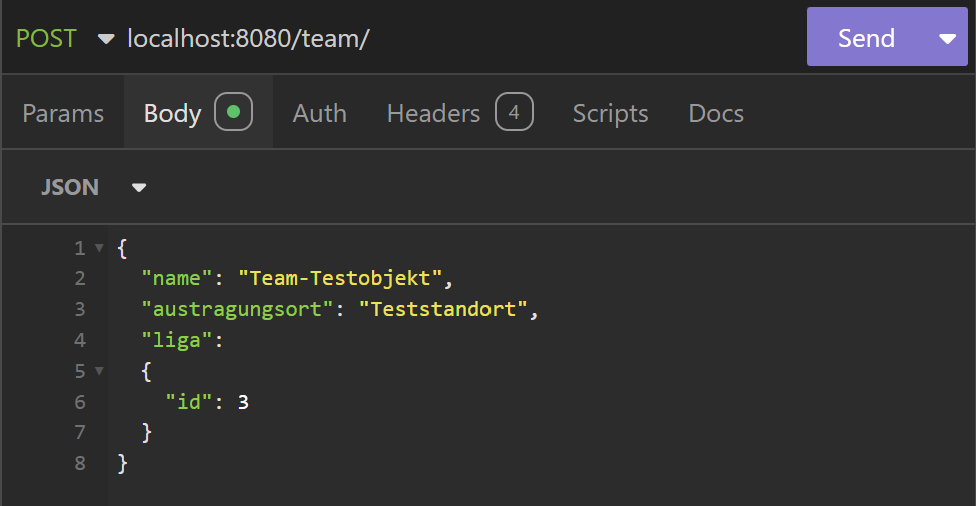 POST localhost:8080/team/ Send
Params Body Auth Headers 4 Scripts Docs
JSON
1 {
2 "name": "Team-Testobjekt",
3 "austragungsort": "Teststandort",
4 "liga":
5 {
6 "id": 3
7 }
8 }